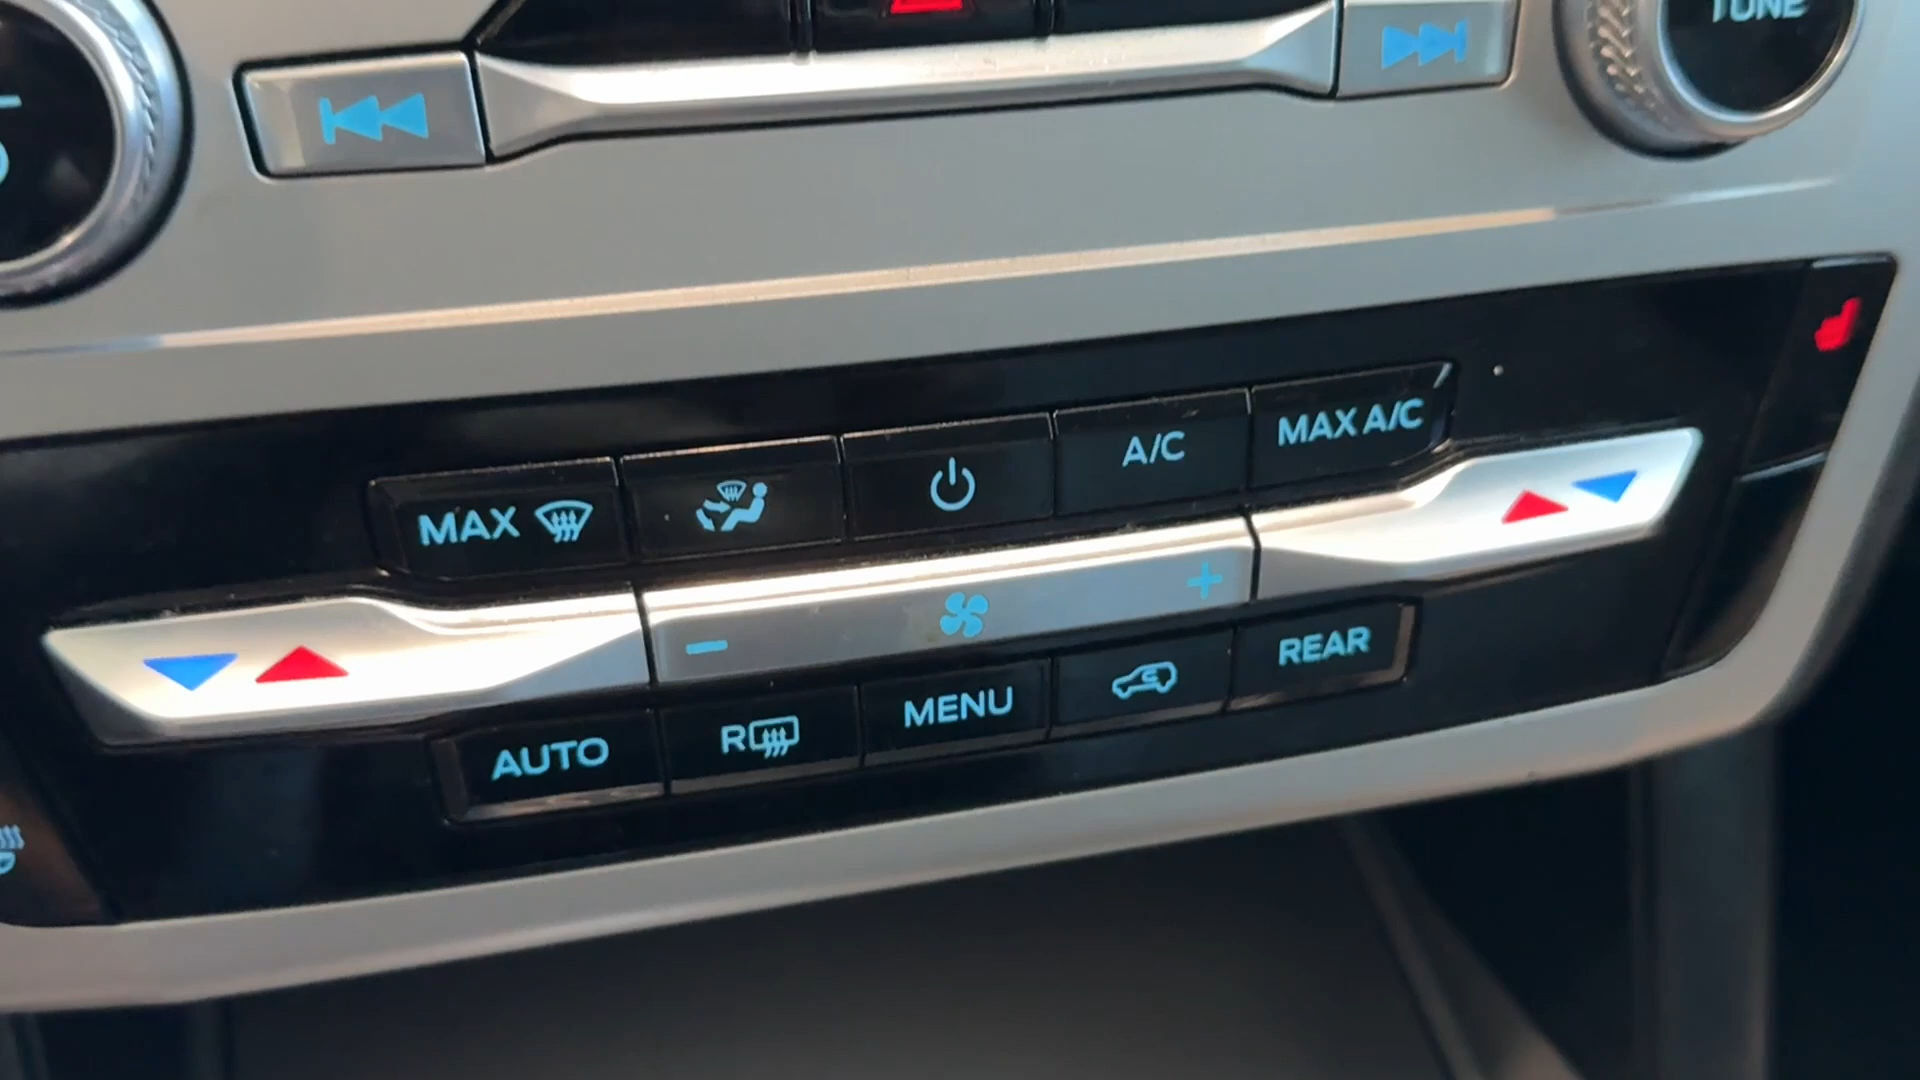 TUNE
MAX
A/C
MAX A/C
- +
AUTO
R
MENU
REAR